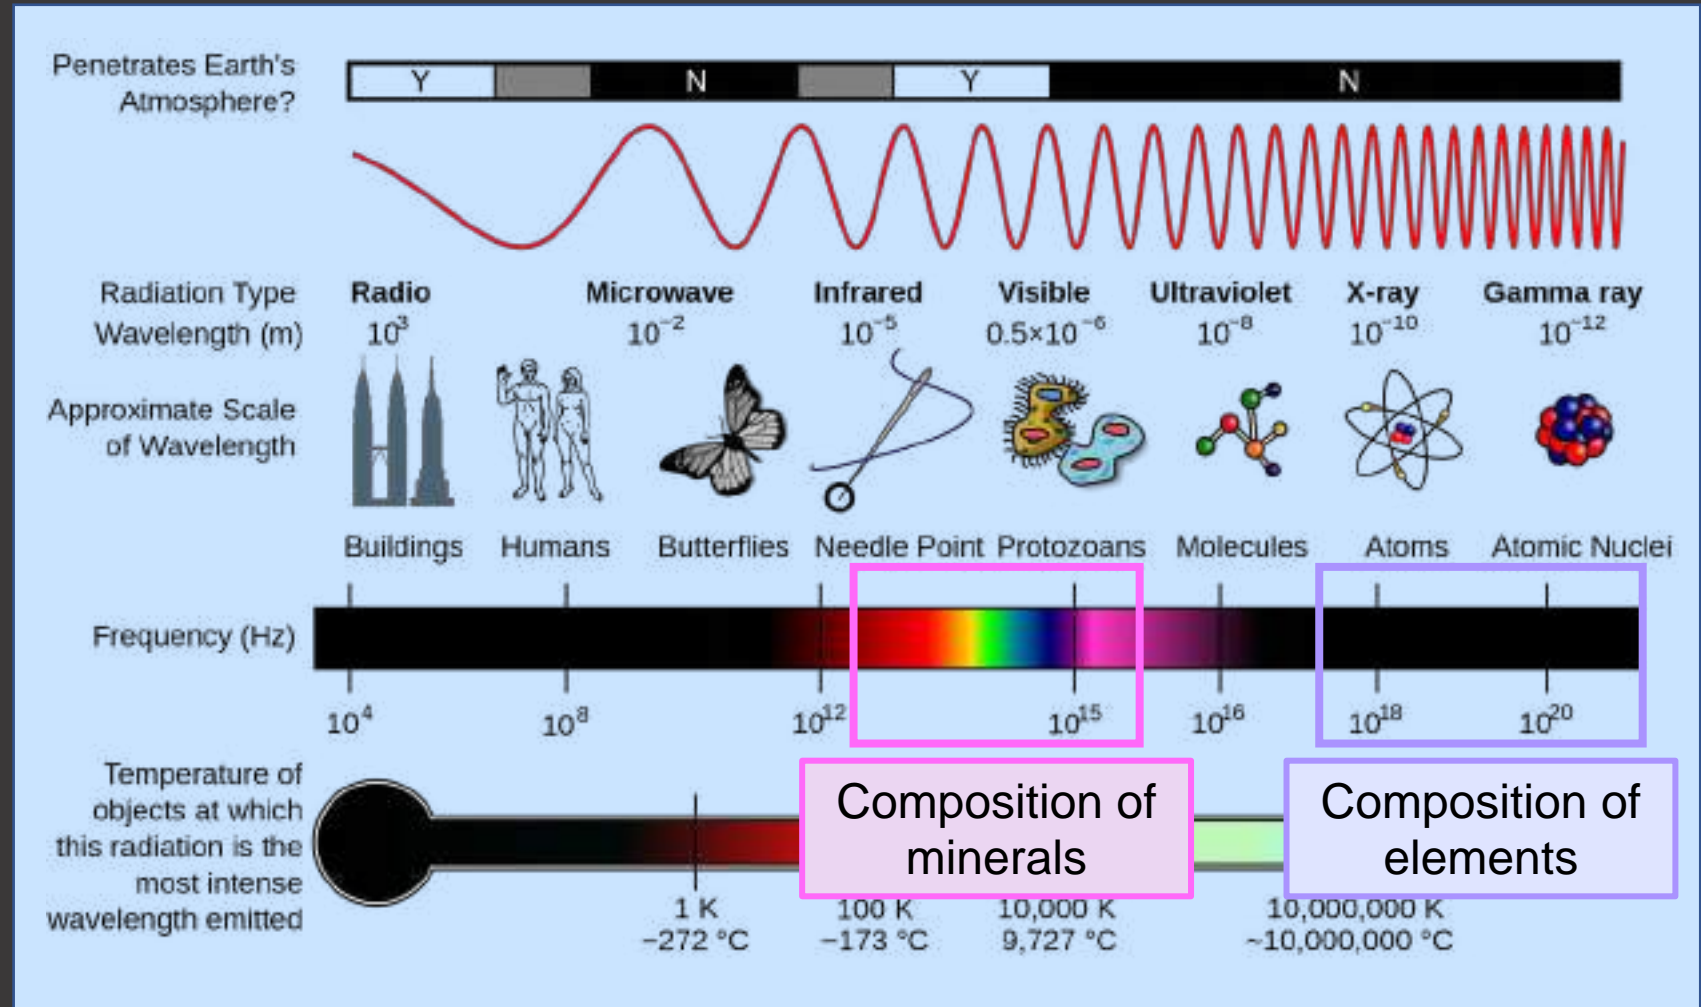 Penetrates Earth's
Atmosphere?
Y N Y N
Radiation Type Radio Microwave Infrared Visible Ultraviolet X-ray Gamma ray
Wavelength (m) 10³ 10⁻² 10⁻⁵ 0.5×10⁻⁶ 10⁻⁸ 10⁻¹⁰ 10⁻¹²
Approximate Scale
of Wavelength
Buildings Humans Butterflies Needle Point Protozoans Molecules Atoms Atomic Nuclei
Frequency (Hz)
10⁴ 10⁸ 10¹² 10¹⁵ 10¹⁶ 10¹⁸ 10²⁰
Temperature of
objects at which
this radiation is the
most intense
wavelength emitted
Composition of
minerals
Composition of
elements
1 K 100 K 10,000 K 10,000,000 K
−272 °C −173 °C 9,727 °C ~10,000,000 °C